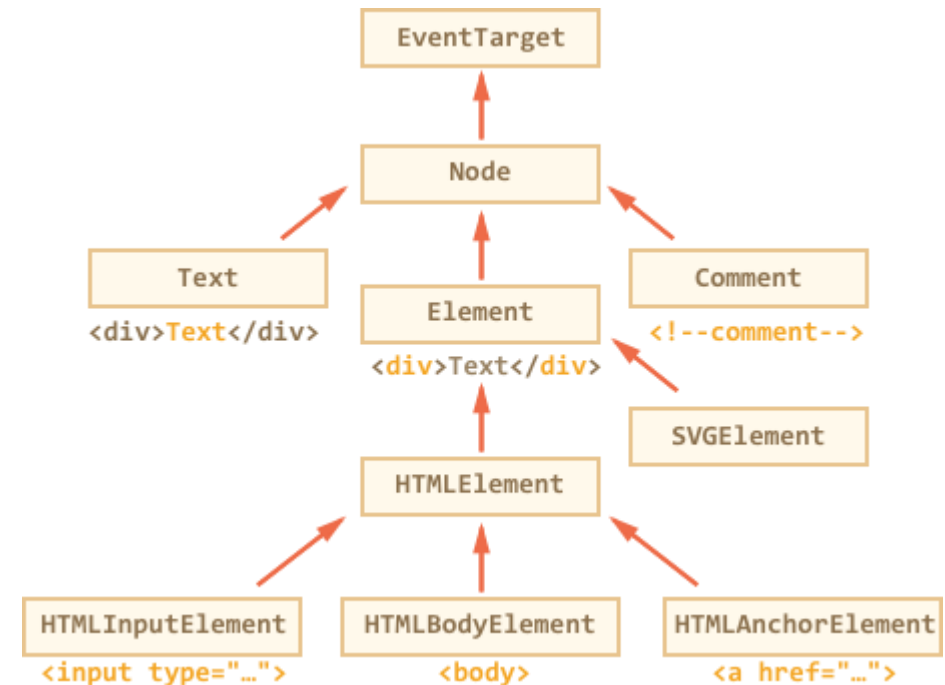 EventTarget
Node
Text
<div>Text</div>
Element
<div>Text</div>
Comment
<!--comment-->
SVGElement
HTMLElement
HTMLInputElement
<input type="…">
HTMLBodyElement
<body>
HTMLAnchorElement
<a href="…">